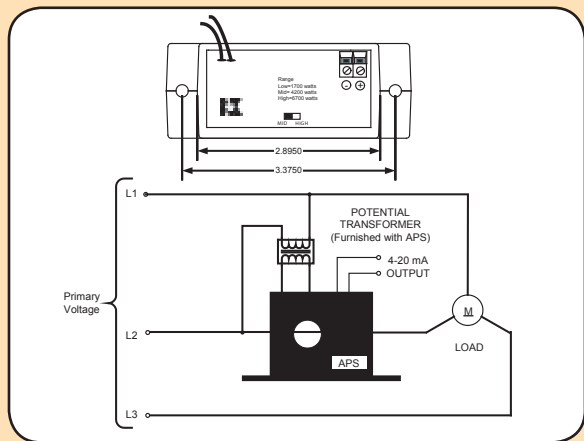 Range
Low=1700 watts
Mid= 4200 watts
High=6700 watts
MID HIGH
- +
2.8950
3.3750
L1
POTENTIAL
TRANSFORMER
(Furnished with APS)
4-20 mA
OUTPUT
Primary
Voltage
M
L2
LOAD
APS
L3